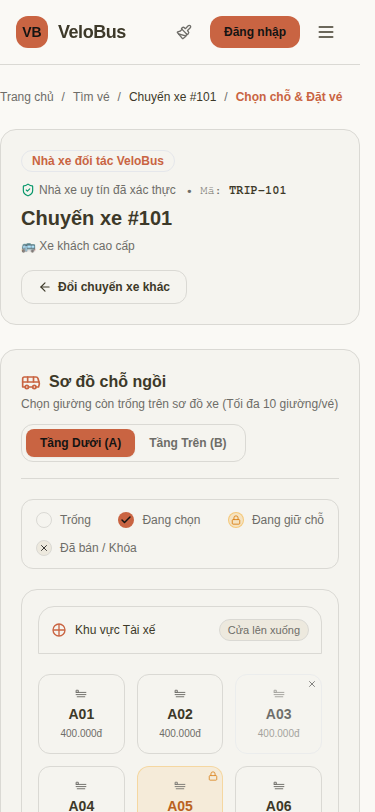 VB VeloBus Đăng nhập
Trang chủ / Tìm vé / Chuyến xe #101 / Chọn chỗ & Đặt vé
Nhà xe đối tác VeloBus
Nhà xe uy tín đã xác thực • Mã: TRIP-101
Chuyến xe #101
Xe khách cao cấp
Đổi chuyến xe khác
Sơ đồ chỗ ngồi
Chọn giường còn trống trên sơ đồ xe (Tối đa 10 giường/vé)
Tầng Dưới (A) Tầng Trên (B)
Trống Đang chọn Đang giữ chỗ
Đã bán / Khóa
Khu vực Tài xế Cửa lên xuống
A01 A02 A03
400.000đ 400.000đ 400.000đ
A04 A05 A06